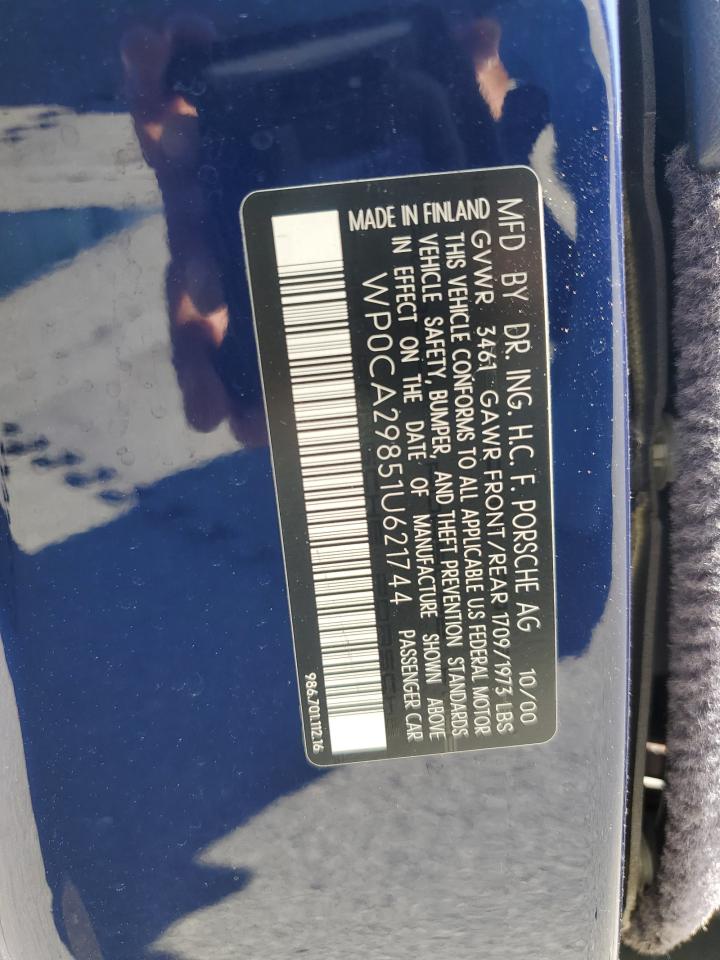 MFD BY DR. ING. H.C. F. PORSCHE AG 10/00
GVWR 3461 GAWR FRONT/REAR 1709/1973 LBS
THIS VEHICLE CONFORMS TO ALL APPLICABLE US FEDERAL MOTOR
VEHICLE SAFETY, BUMPER, AND THEFT PREVENTION STANDARDS
IN EFFECT ON THE DATE OF MANUFACTURE SHOWN ABOVE
MADE IN FINLAND
WP0CA29851U621744 PASSENGER CAR
986.701.112.16